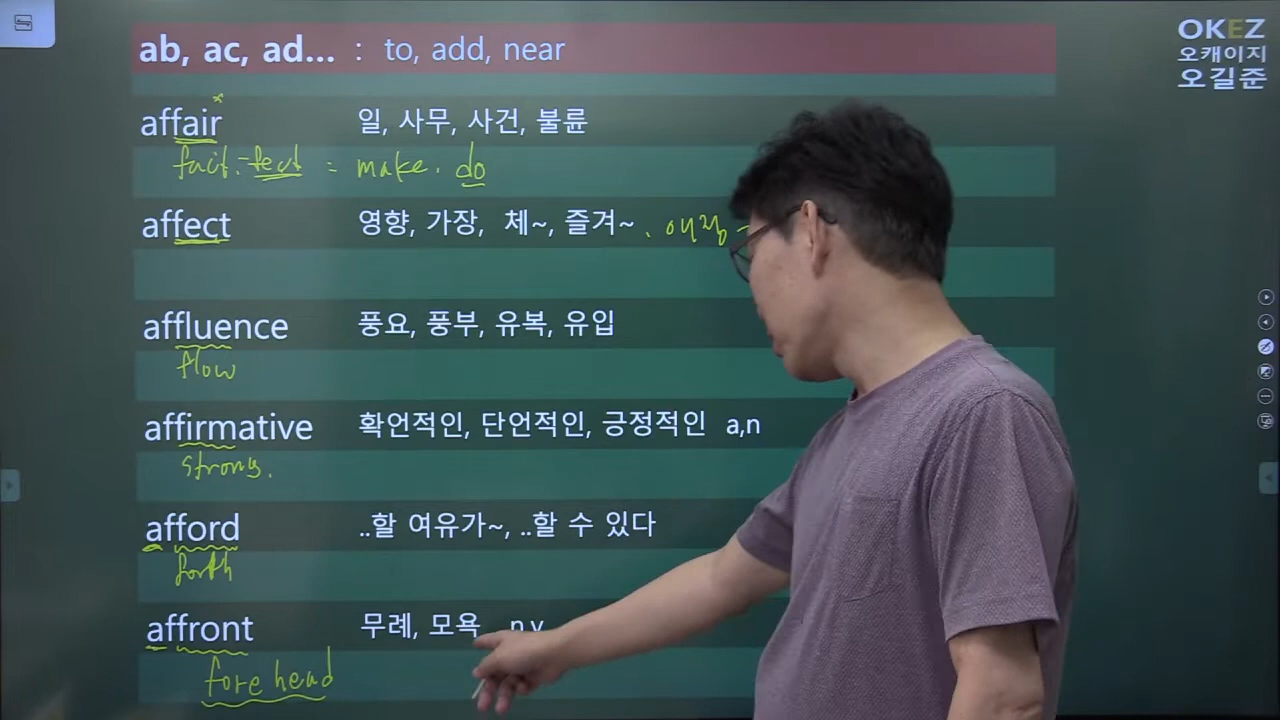 ab, ac, ad... : to, add, near
OKEZ
오캐이지
오길준
affair 일, 사무, 사건, 불륜
fact. fect = make. do
affect 영향, 가장, 체~, 즐겨~ . 애장
affluence 풍요, 풍부, 유복, 유입
flow
affirmative 확언적인, 단언적인, 긍정적인 a,n
strong.
afford ..할 여유가~, ..할 수 있다
forth
affront 무례, 모욕 n v
fore head